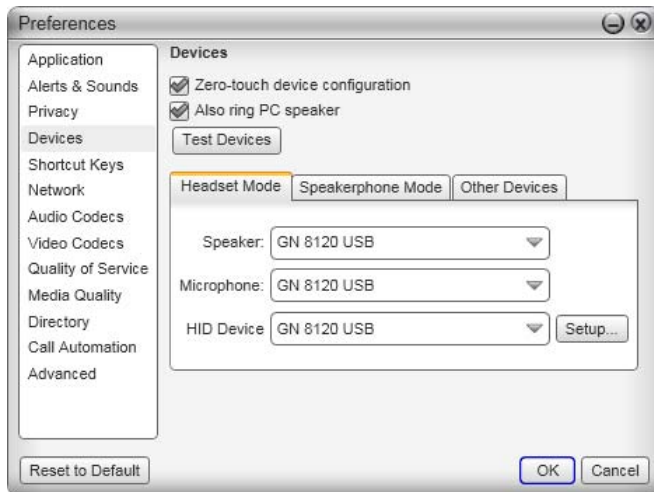 Preferences
Application
Alerts & Sounds
Privacy
Devices
Shortcut Keys
Network
Audio Codecs
Video Codecs
Quality of Service
Media Quality
Directory
Call Automation
Advanced
Devices
Zero-touch device configuration
Also ring PC speaker
Test Devices
Headset Mode Speakerphone Mode Other Devices
Speaker: GN 8120 USB
Microphone: GN 8120 USB
HID Device GN 8120 USB Setup...
Reset to Default OK Cancel